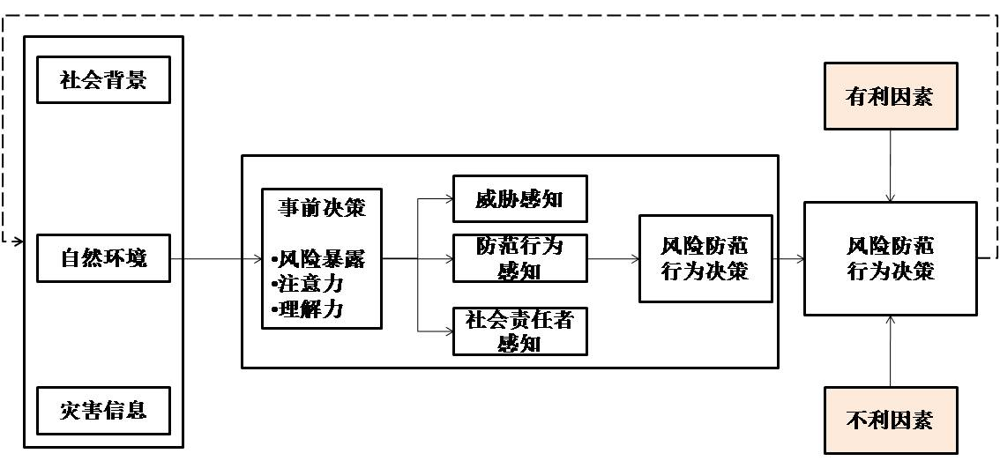 社会背景
自然环境
灾害信息
事前决策
•风险暴露
•注意力
•理解力
威胁感知
防范行为
感知
社会责任者
感知
风险防范
行为决策
有利因素
风险防范
行为决策
不利因素